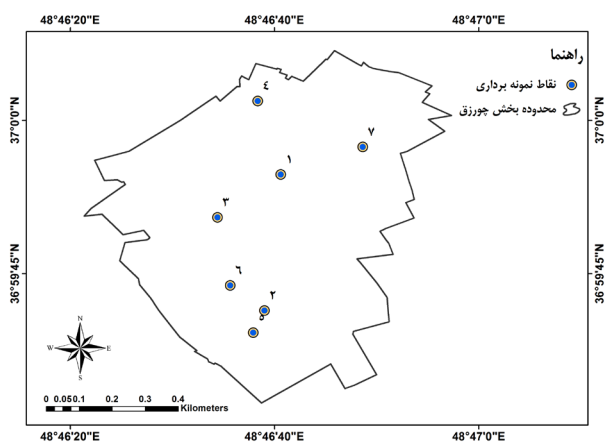 48°46'20"E 48°46'40"E 48°47'0"E
راهنما
نقاط نمونه برداری
محدوده بخش چورزق
37°0'0"N 37°0'0"N
36°59'45"N 36°59'45"N
٤
٧
١
٣
٦
٢
٥
N
W E
S
0 0.050.1 0.2 0.3 0.4
Kilometers
48°46'20"E 48°46'40"E 48°47'0"E